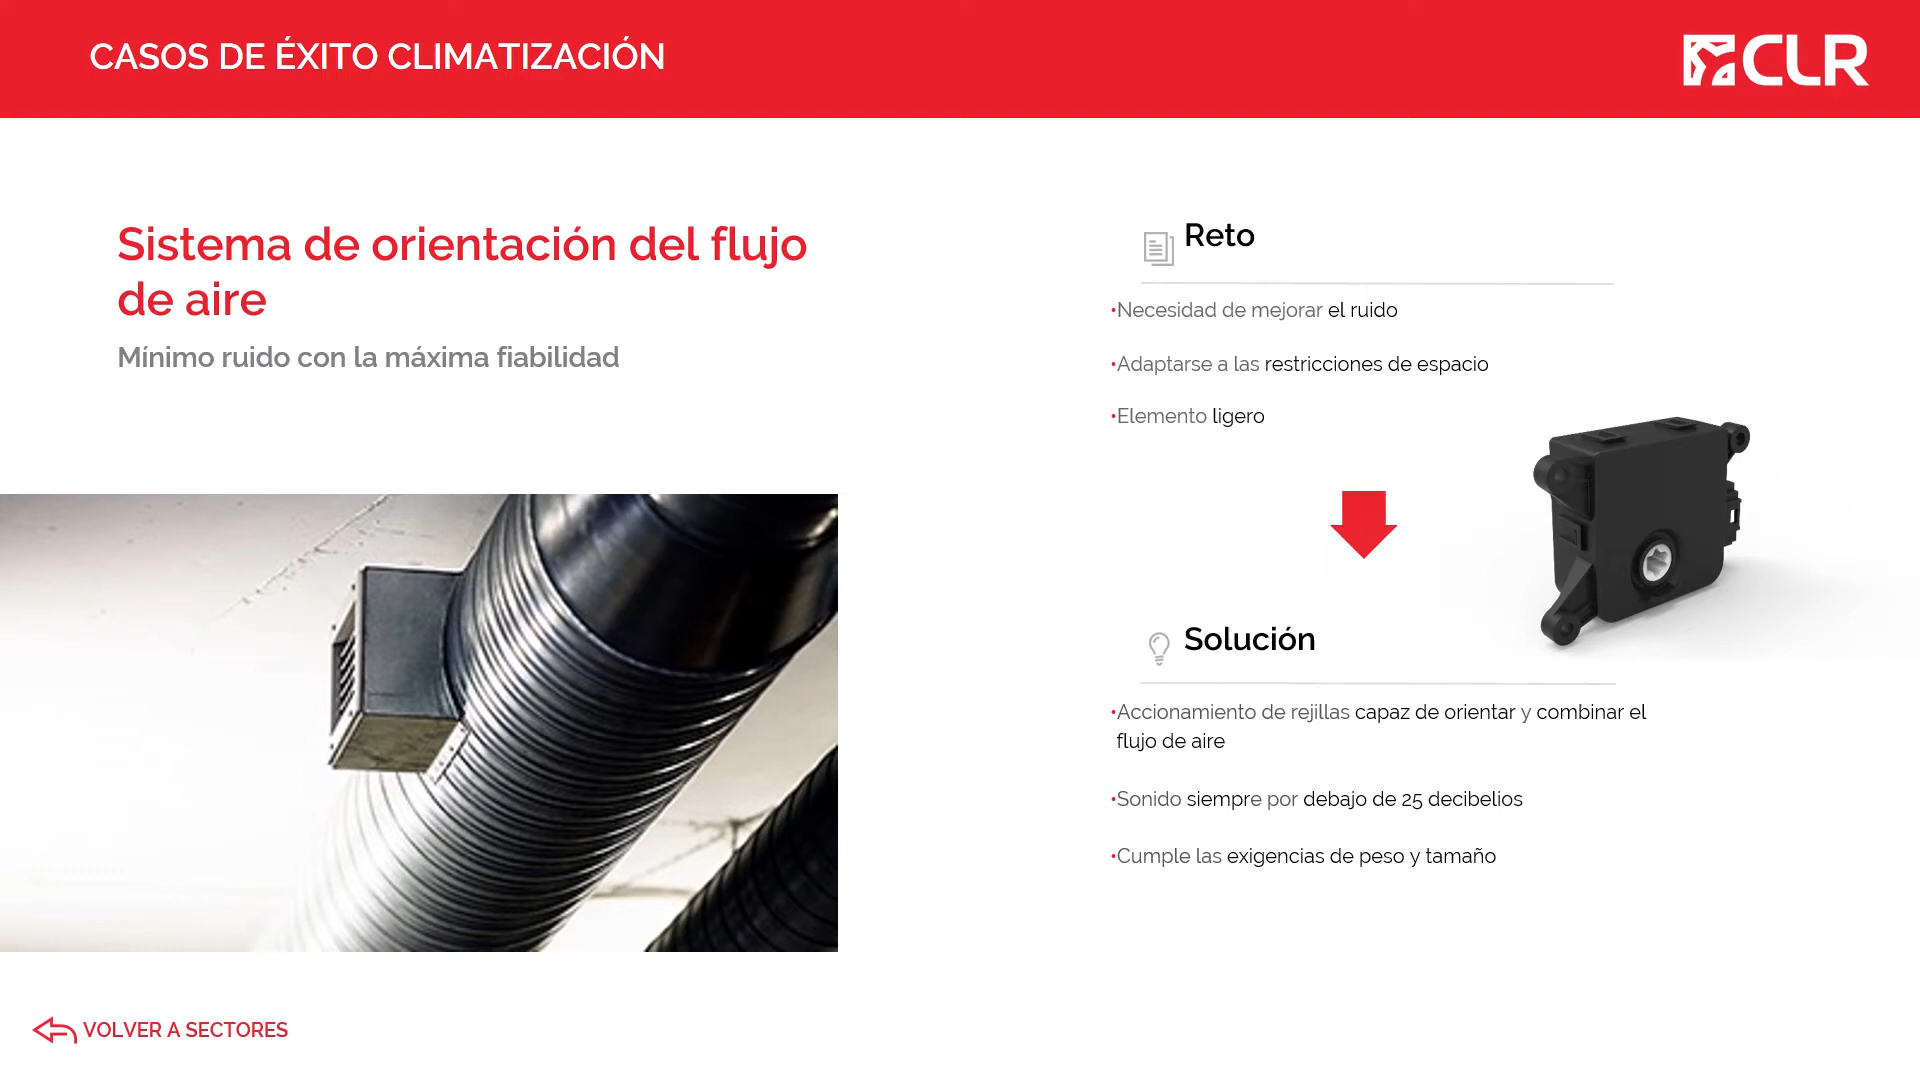 CASOS DE ÉXITO CLIMATIZACIÓN
CLR
Sistema de orientación del flujo
de aire
Mínimo ruido con la máxima fiabilidad
Reto
•Necesidad de mejorar el ruido
•Adaptarse a las restricciones de espacio
•Elemento ligero
Solución
•Accionamiento de rejillas capaz de orientar y combinar el
flujo de aire
•Sonido siempre por debajo de 25 decibelios
•Cumple las exigencias de peso y tamaño
VOLVER A SECTORES